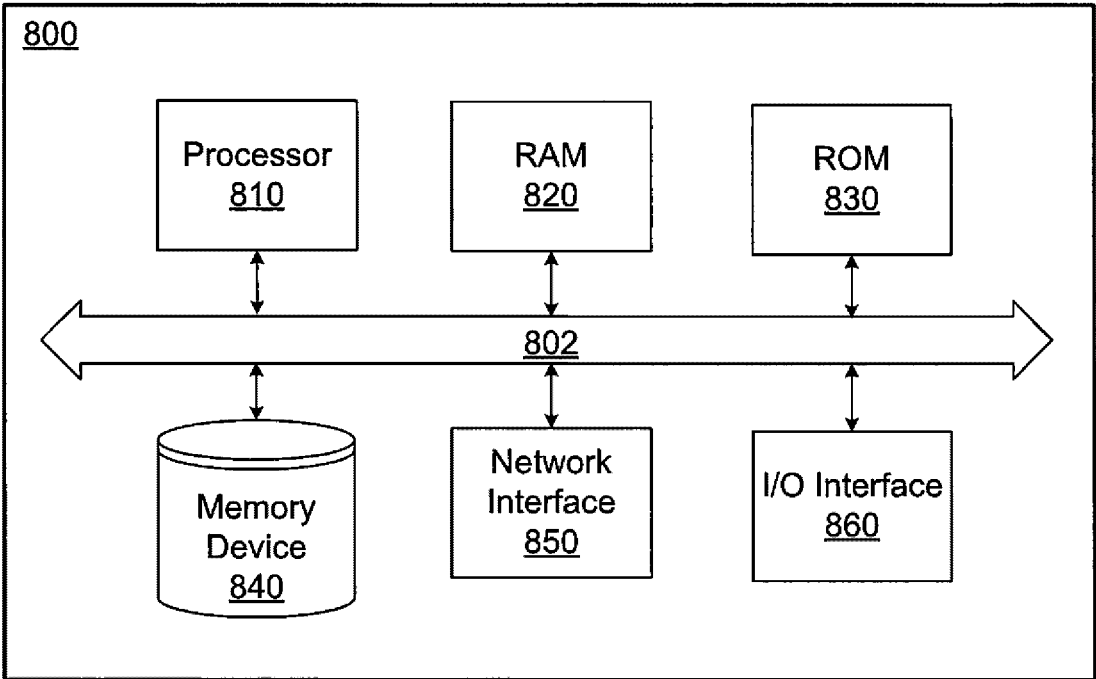 800
Processor
810
RAM
820
ROM
830
802
Memory
Device
840
Network
Interface
850
I/O Interface
860